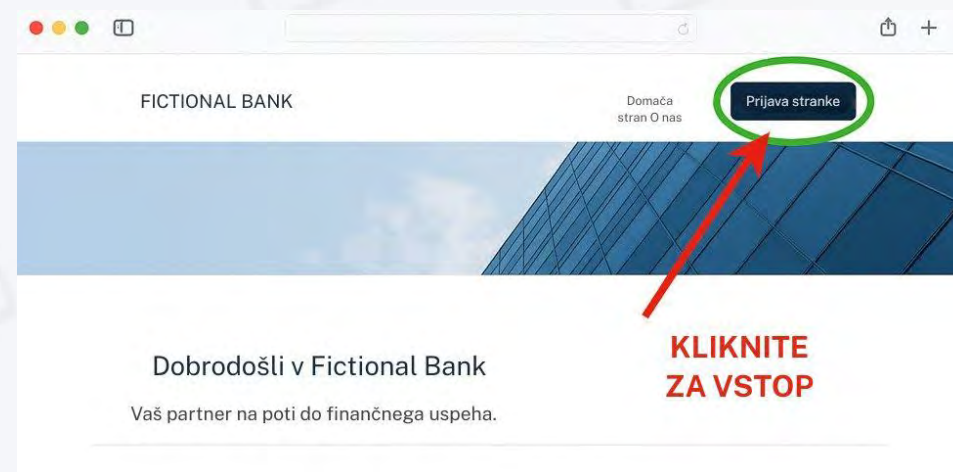 FICTIONAL BANK
Domača
stran O nas
Prijava stranke
KLIKNITE
ZA VSTOP
Dobrodošli v Fictional Bank
Vaš partner na poti do finančnega uspeha.